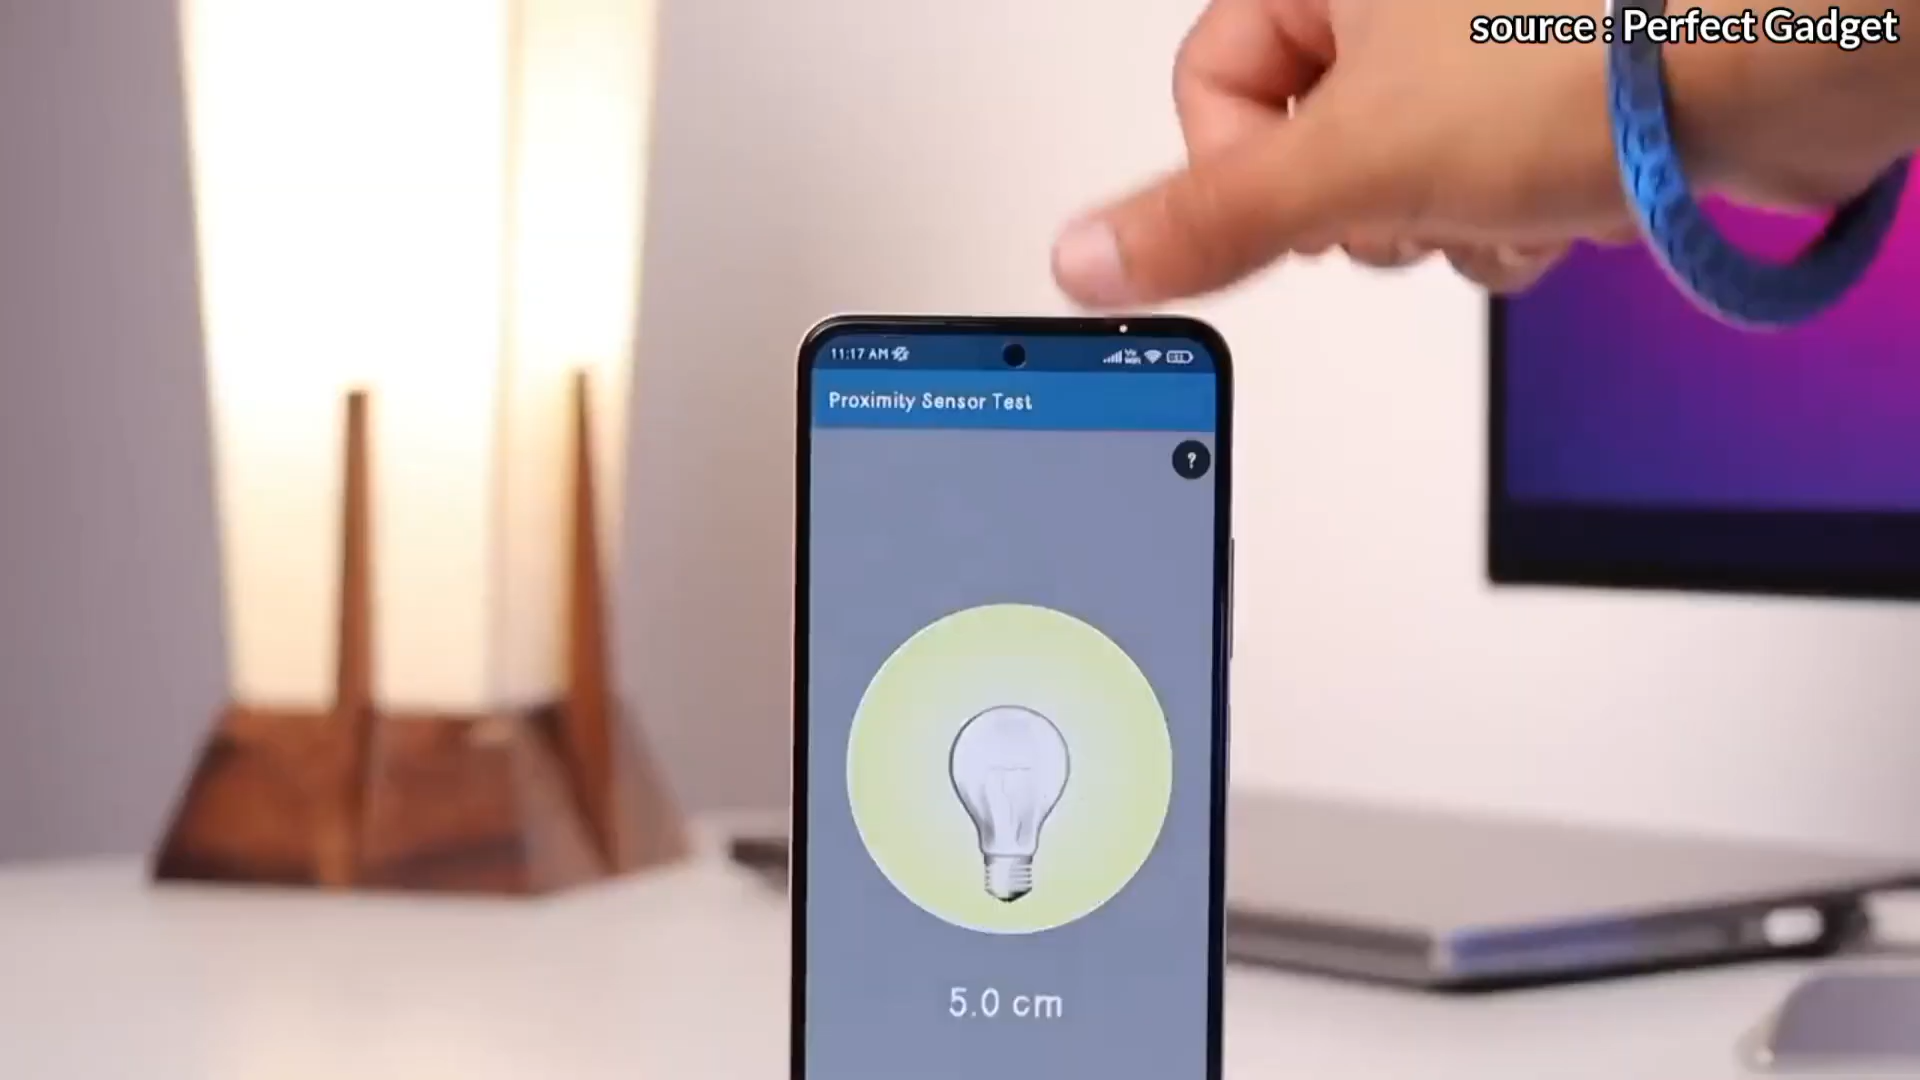 source : Perfect Gadget
11:17 AM
Proximity Sensor Test
?
5.0 cm